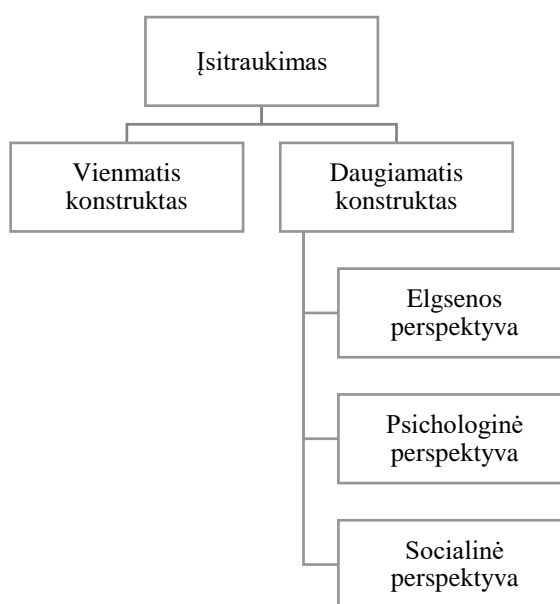 Įsitraukimas
Vienmatis
konstruktas
Daugiamatis
konstruktas
Elgsenos
perspektyva
Psichologinė
perspektyva
Socialinė
perspektyva